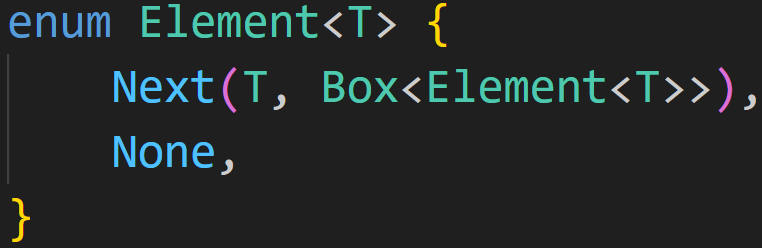 enum Element<T> {
    Next(T, Box<Element<T>>),
    None,
}